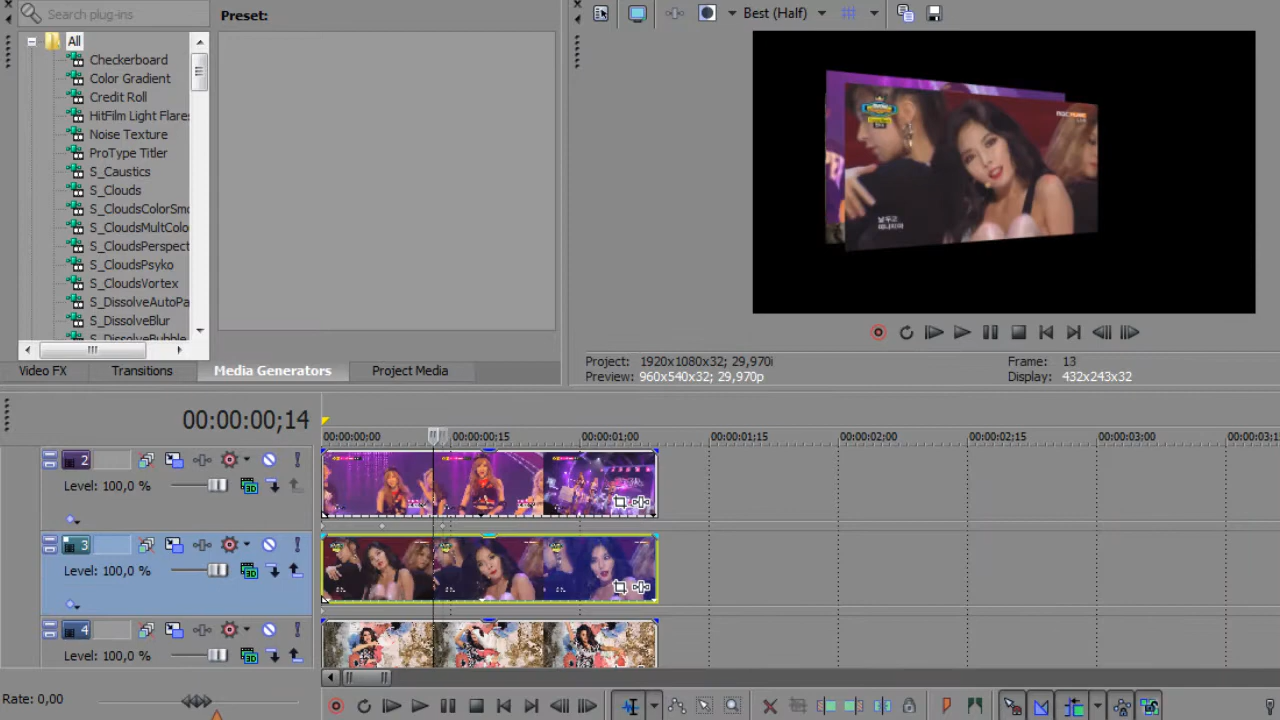 Search plug-ins
Preset:
Best (Half)
All
Checkerboard
Color Gradient
Credit Roll
HitFilm Light Flares
Noise Texture
ProType Titler
S_Caustics
S_Clouds
S_CloudsColorSmo
S_CloudsMultColo
S_CloudsPerspect
S_CloudsPsyko
S_CloudsVortex
S_DissolveAutoPa
S_DissolveBlur
S_DissolveBubble
MBC MUSIC
Video FX
Transitions
Media Generators
Project Media
Project: 1920x1080x32; 29,970i
Frame: 13
Preview: 960x540x32; 29,970p
Display: 432x243x32
00:00:00;14
00:00:00:00
00:00:00:15
00:00:01:00
00:00:01:15
00:00:02:00
00:00:02:15
00:00:03:00
00:00:03:15
2
Level: 100,0 %
3
Level: 100,0 %
4
Level: 100,0 %
Rate: 0,00